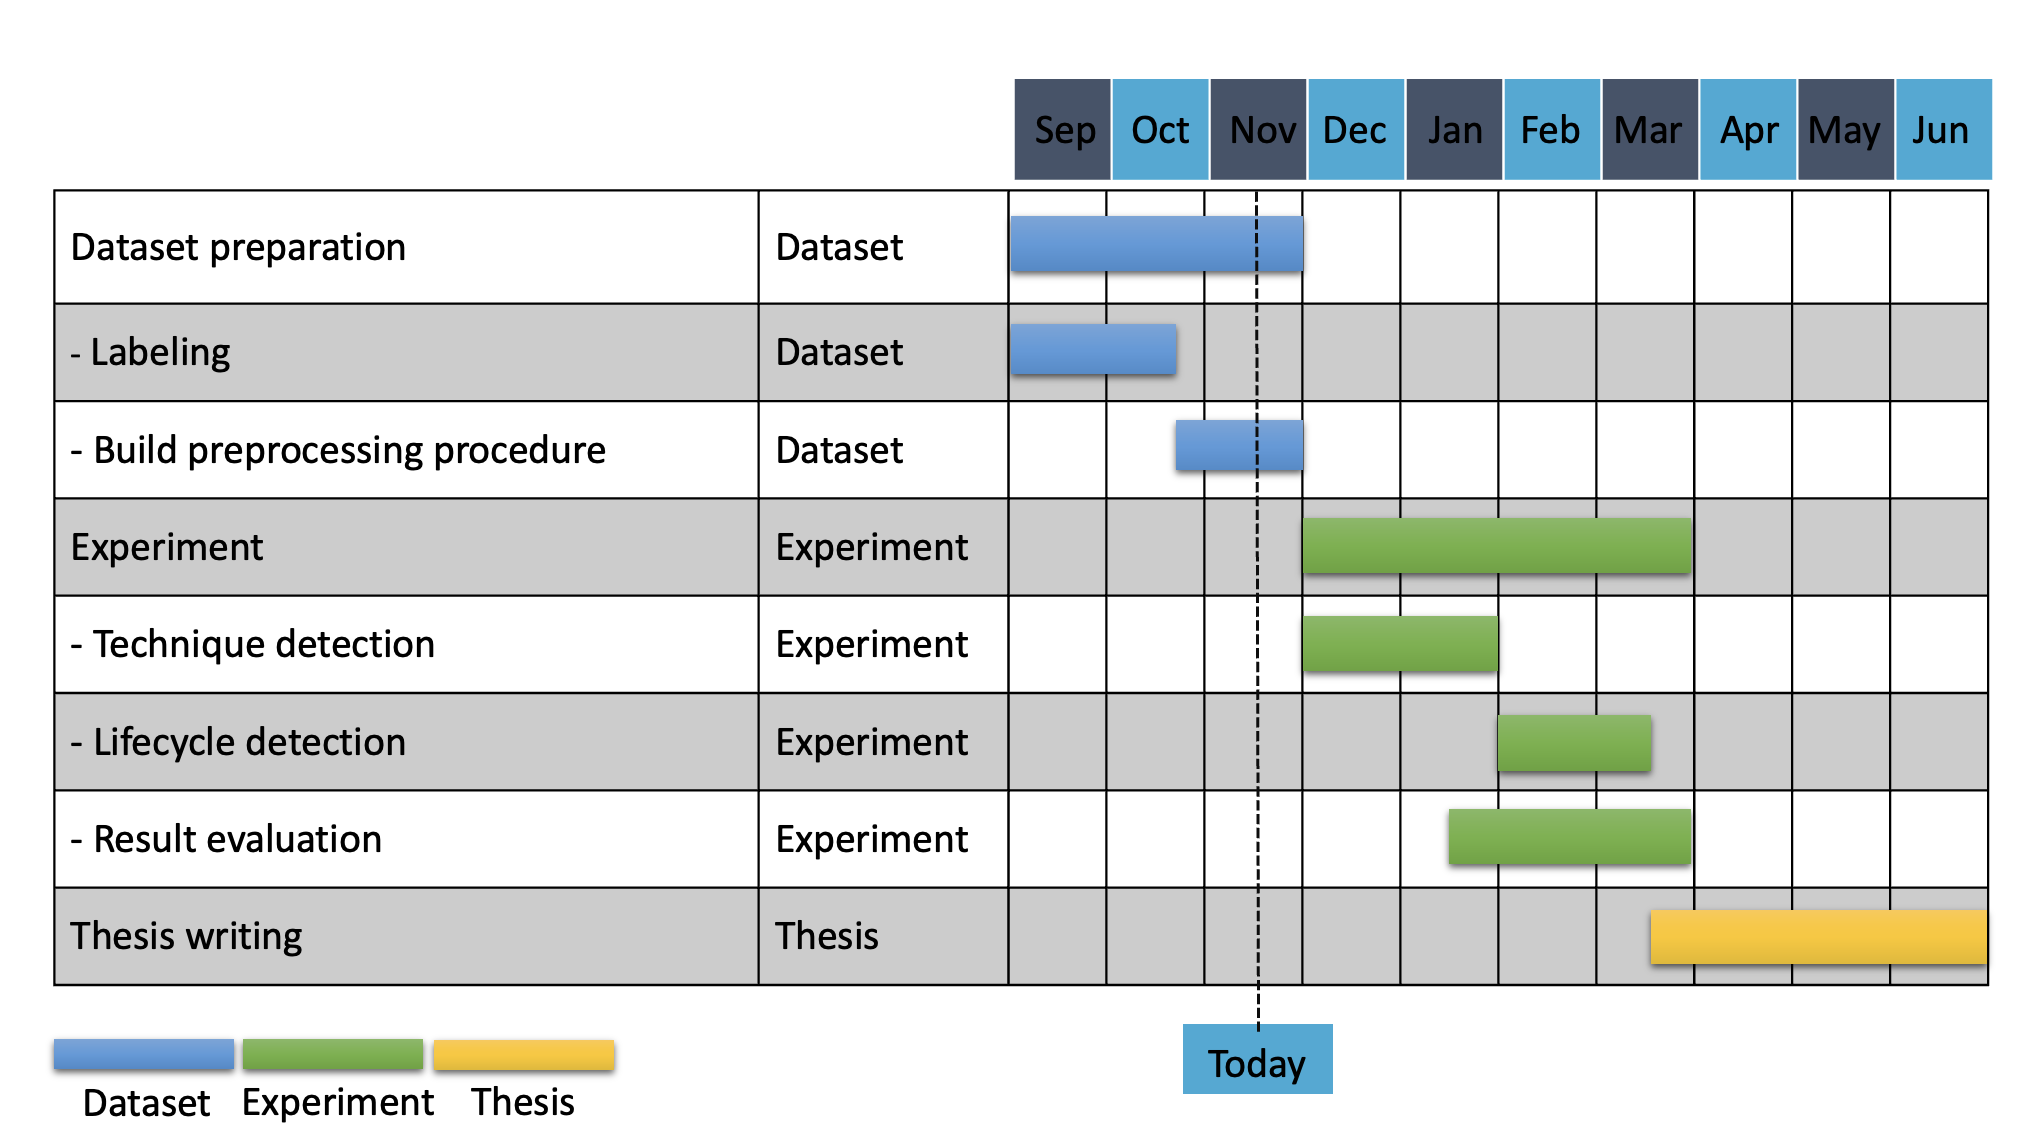 Sep Oct Nov Dec Jan Feb Mar Apr May Jun
Dataset preparation Dataset
- Labeling Dataset
- Build preprocessing procedure Dataset
Experiment Experiment
- Technique detection Experiment
- Lifecycle detection Experiment
- Result evaluation Experiment
Thesis writing Thesis
Today
Dataset Experiment Thesis